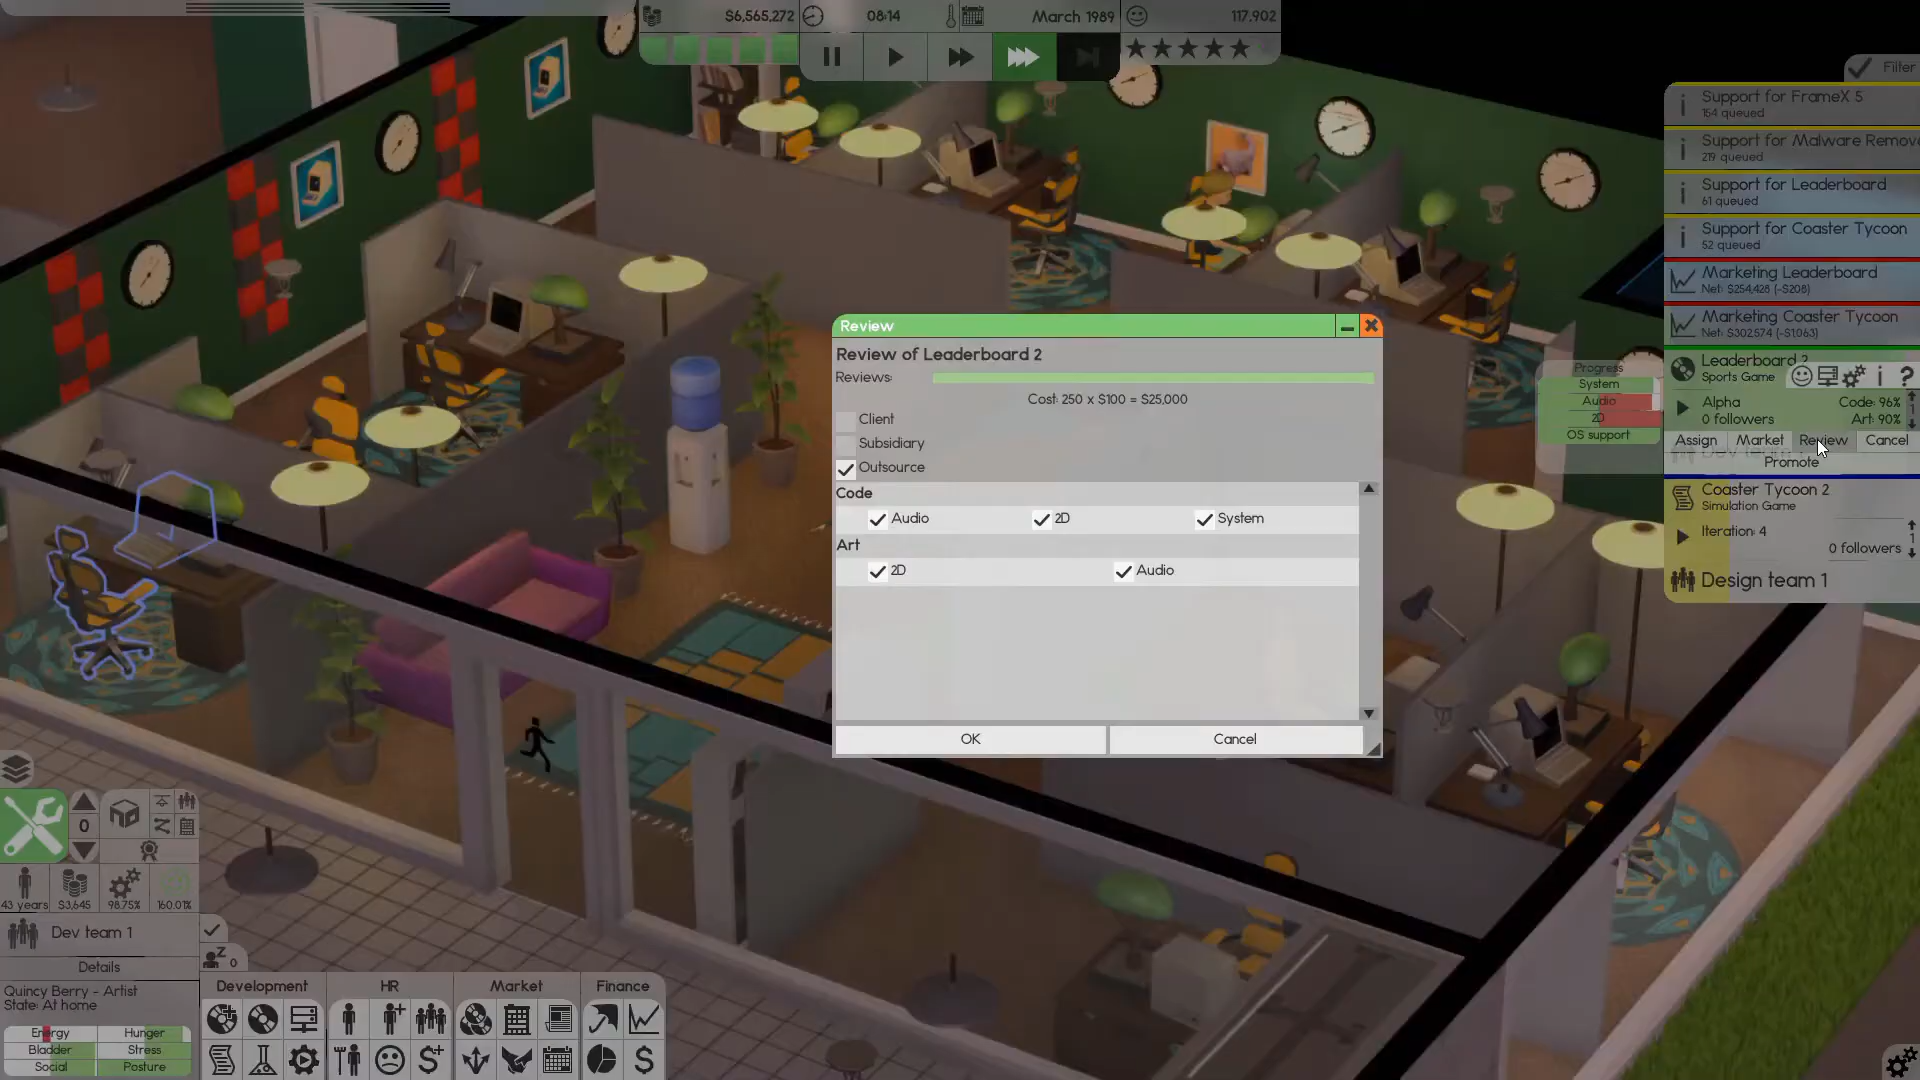 $6,565,272
08:14
March 1989
117.902
Filter
Support for FrameX 5
154 queued
Support for Malware Remov
219 queued
Support for Leaderboard
61 queued
Support for Coaster Tycoon
52 queued
Marketing Leaderboard
Net: $254,428 (-$208)
Marketing Coaster Tycoon
Net: $302,574 (-$1,063)
Leaderboard 2
Sports Game
Alpha
Code: 96%
0 followers
Art: 90%
1
Assign
Market
Review
Cancel
Promote
Coaster Tycoon 2
Simulation Game
Iteration: 4
1
0 followers
Design team 1
Progress
System
Audio
2D
OS support
Review
Review of Leaderboard 2
Reviews:
Cost: 250 x $100 = $25,000
Client
Subsidiary
Outsource
Code
Audio
2D
System
Art
2D
Audio
OK
Cancel
0
43 years
$3,645
98.75%
160.01%
Dev team 1
Details
Z
0
Quincy Berry - Artist
State: At home
Energy
Hunger
Bladder
Stress
Social
Posture
Development
HR
Market
Finance